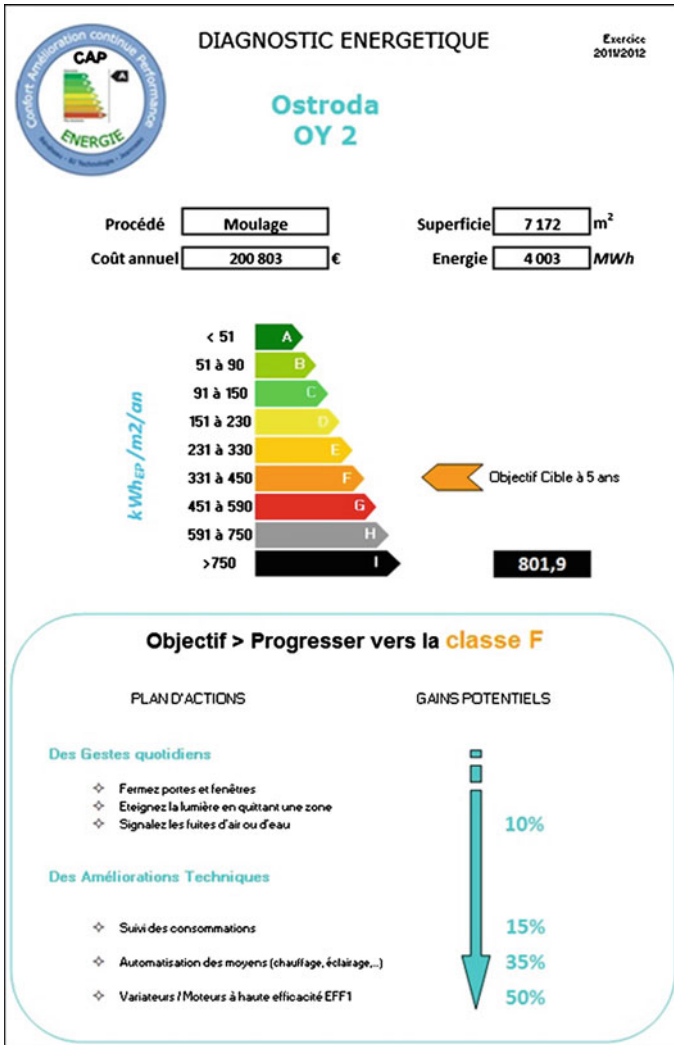 Confort Amélioration continue Performance
CAP
A
ENERGIE
DIAGNOSTIC ENERGETIQUE
Exercice
2011/2012
Ostroda
OY 2
Procédé Moulage Superficie 7 172 m²
Coût annuel 200 803 € Energie 4 003 MWh
kWhEP/m2/an
< 51 A
51 à 90 B
91 à 150 C
151 à 230 D
231 à 330 E
331 à 450 F Objectif Cible à 5 ans
451 à 590 G
591 à 750 H
>750 I 801,9
Objectif > Progresser vers la classe F
PLAN D'ACTIONS GAINS POTENTIELS
Des Gestes quotidiens
✧ Fermez portes et fenêtres
✧ Eteignez la lumière en quittant une zone
✧ Signalez les fuites d'air ou d'eau 10%
Des Améliorations Techniques
✧ Suivi des consommations 15%
✧ Automatisation des moyens (chauffage, éclairage,...) 35%
✧ Variateurs / Moteurs à haute efficacité EFF1 50%